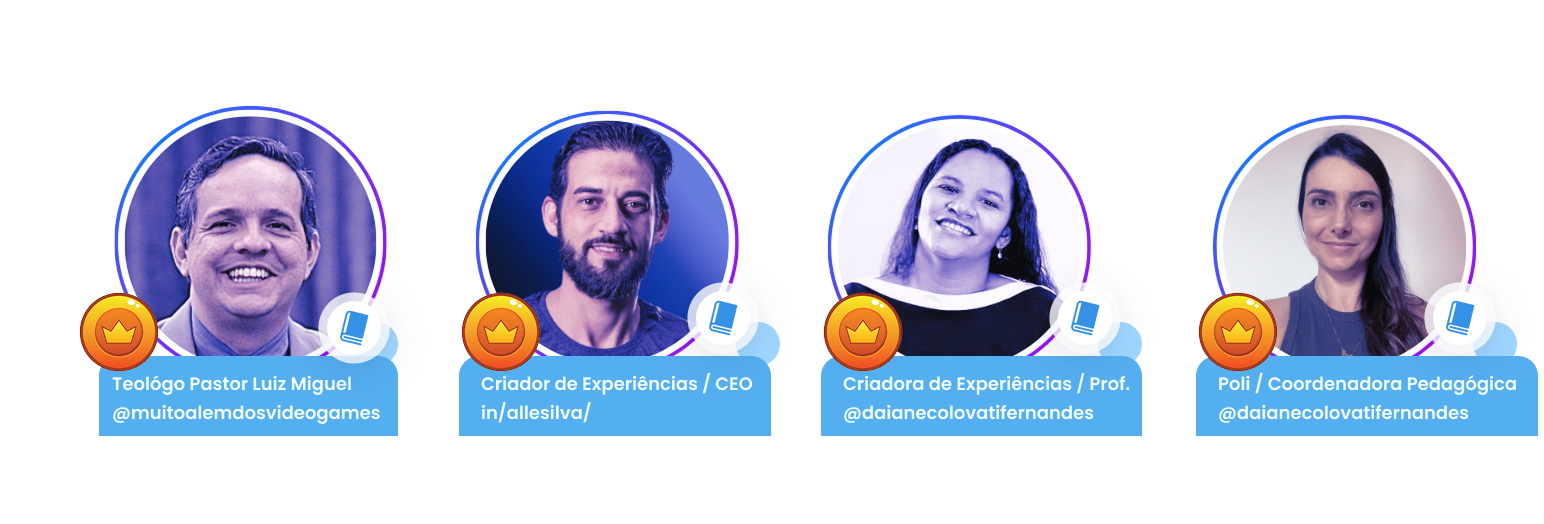 Teológo Pastor Luiz Miguel
@muitoalemdosvideogames
Criador de Experiências / CEO
in/allesilva/
Criadora de Experiências / Prof.
@daianecolovatifernandes
Poli / Coordenadora Pedagógica
@daianecolovatifernandes